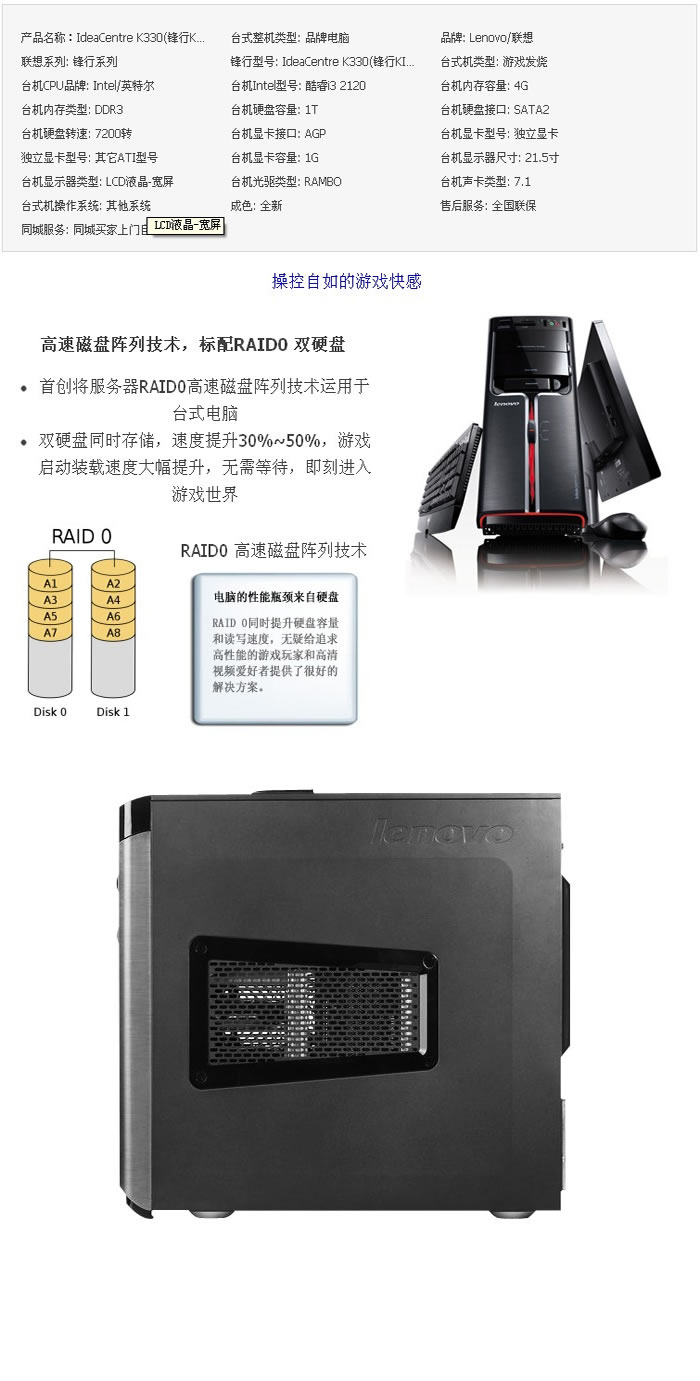 产品名称：IdeaCentre K330(锋行K... 台式整机类型: 品牌电脑 品牌: Lenovo/联想
联想系列: 锋行系列 锋行型号: IdeaCentre K330(锋行KI... 台式机类型: 游戏发烧
台机CPU品牌: Intel/英特尔 台机Intel型号: 酷睿i3 2120 台机内存容量: 4G
台机内存类型: DDR3 台机硬盘容量: 1T 台机硬盘接口: SATA2
台机硬盘转速: 7200转 台机显卡接口: AGP 台机显卡型号: 独立显卡
独立显卡型号: 其它ATI型号 台机显卡容量: 1G 台机显示器尺寸: 21.5寸
台机显示器类型: LCD液晶-宽屏 台机光驱类型: RAMBO 台机声卡类型: 7.1
台式机操作系统: 其他系统 成色: 全新 售后服务: 全国联保
同城服务: 同城买家上门 LCD液晶-宽屏
操控自如的游戏快感
高速磁盘阵列技术，标配RAID0 双硬盘
• 首创将服务器RAID0高速磁盘阵列技术运用于
台式电脑
• 双硬盘同时存储，速度提升30%~50%，游戏
启动装载速度大幅提升，无需等待，即刻进入
游戏世界
lenovo
RAID 0
A1 A2
A3 A4
A5 A6
A7 A8
Disk 0 Disk 1
RAID0 高速磁盘阵列技术
电脑的性能瓶颈来自硬盘
RAID 0同时提升硬盘容量
和读写速度，无疑给追求
高性能的游戏玩家和高清
视频爱好者提供了很好的
解决方案。
lenovo